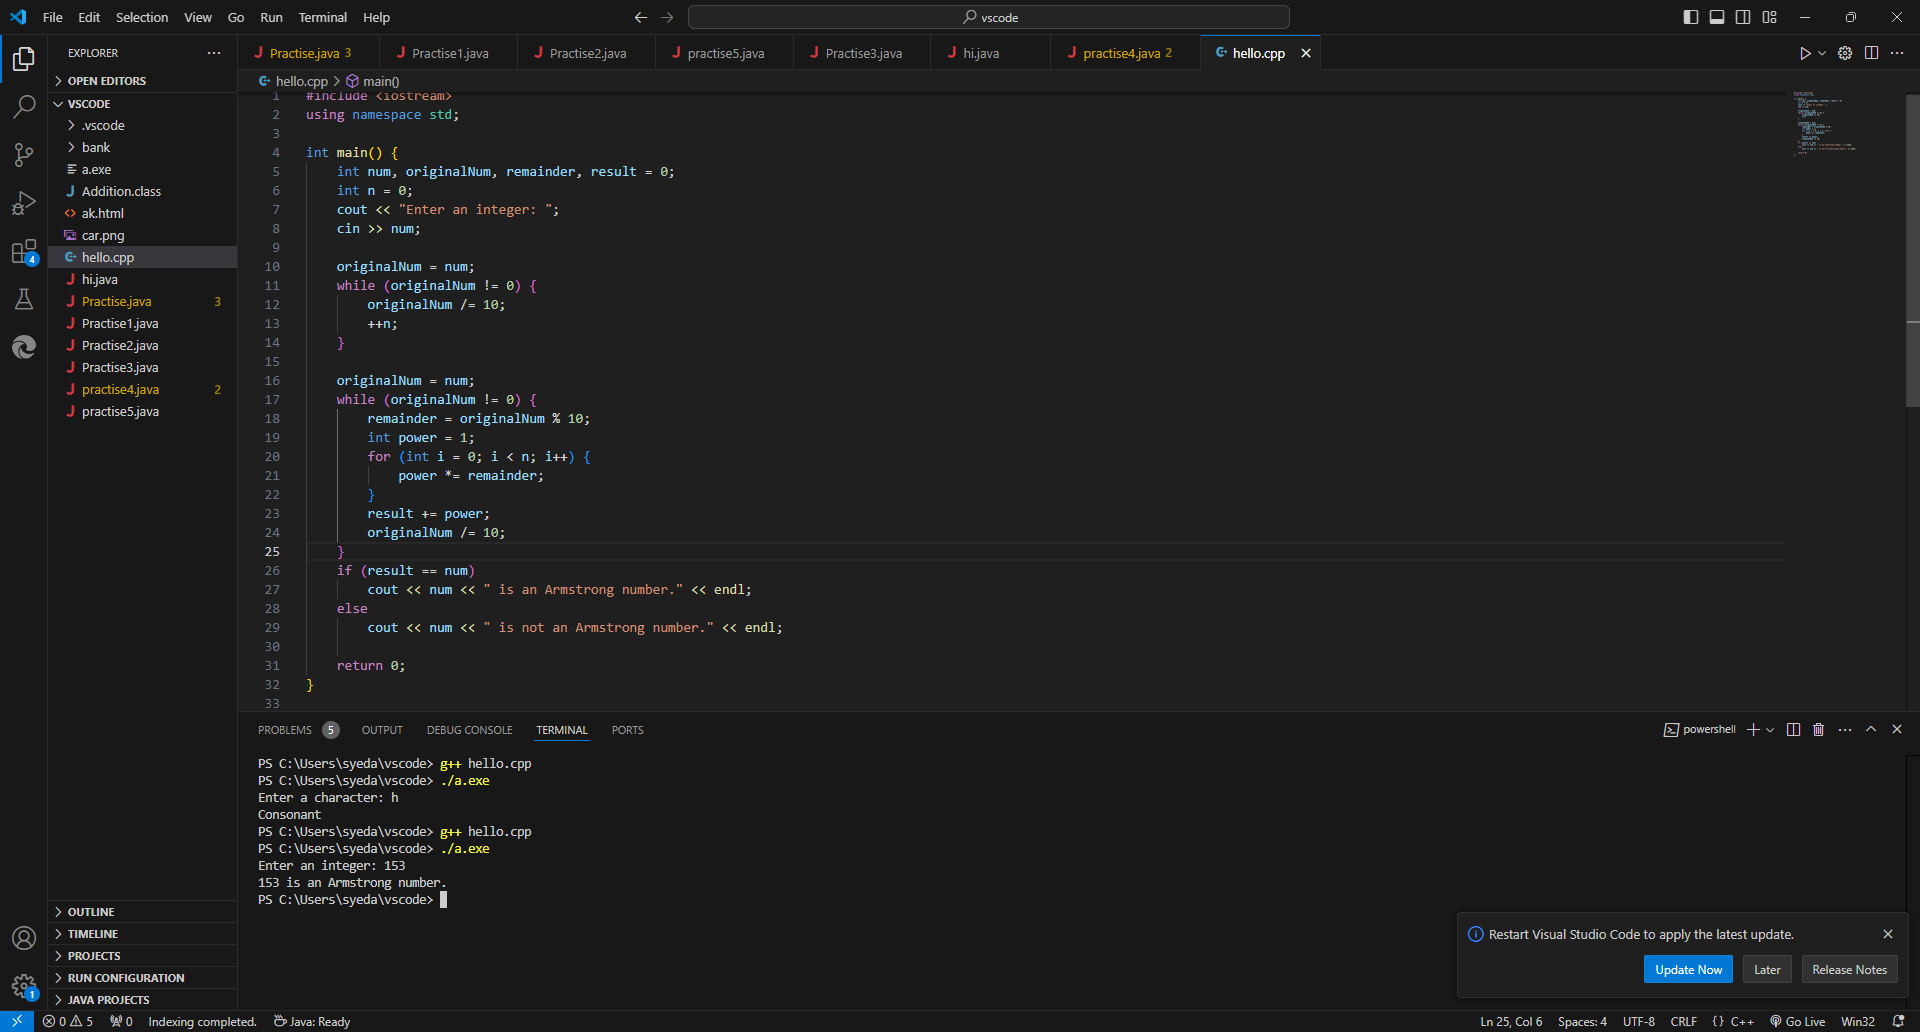 File Edit Selection View Go Run Terminal Help
vscode
EXPLORER
OPEN EDITORS
VSCODE
.vscode
bank
a.exe
Addition.class
ak.html
car.png
hello.cpp
hi.java
Practise.java 3
Practise1.java
Practise2.java
Practise3.java
practise4.java 2
practise5.java
OUTLINE
TIMELINE
PROJECTS
RUN CONFIGURATION
JAVA PROJECTS
4
1
Practise.java 3 Practise1.java Practise2.java practise5.java Practise3.java hi.java practise4.java 2 hello.cpp
hello.cpp > main()
1 #include <iostream>
2 using namespace std;
3
4 int main() {
5 int num, originalNum, remainder, result = 0;
6 int n = 0;
7 cout << "Enter an integer: ";
8 cin >> num;
9
10 originalNum = num;
11 while (originalNum != 0) {
12 originalNum /= 10;
13 ++n;
14 }
15
16 originalNum = num;
17 while (originalNum != 0) {
18 remainder = originalNum % 10;
19 int power = 1;
20 for (int i = 0; i < n; i++) {
21 power *= remainder;
22 }
23 result += power;
24 originalNum /= 10;
25 }
26 if (result == num)
27 cout << num << " is an Armstrong number." << endl;
28 else
29 cout << num << " is not an Armstrong number." << endl;
30
31 return 0;
32 }
33
PROBLEMS 5 OUTPUT DEBUG CONSOLE TERMINAL PORTS
powershell
PS C:\Users\syeda\vscode> g++ hello.cpp
PS C:\Users\syeda\vscode> ./a.exe
Enter a character: h
Consonant
PS C:\Users\syeda\vscode> g++ hello.cpp
PS C:\Users\syeda\vscode> ./a.exe
Enter an integer: 153
153 is an Armstrong number.
PS C:\Users\syeda\vscode>
Restart Visual Studio Code to apply the latest update.
Update Now Later Release Notes
0 5 0 Indexing completed. Java: Ready
Ln 25, Col 6 Spaces: 4 UTF-8 CRLF {} C++ Go Live Win32